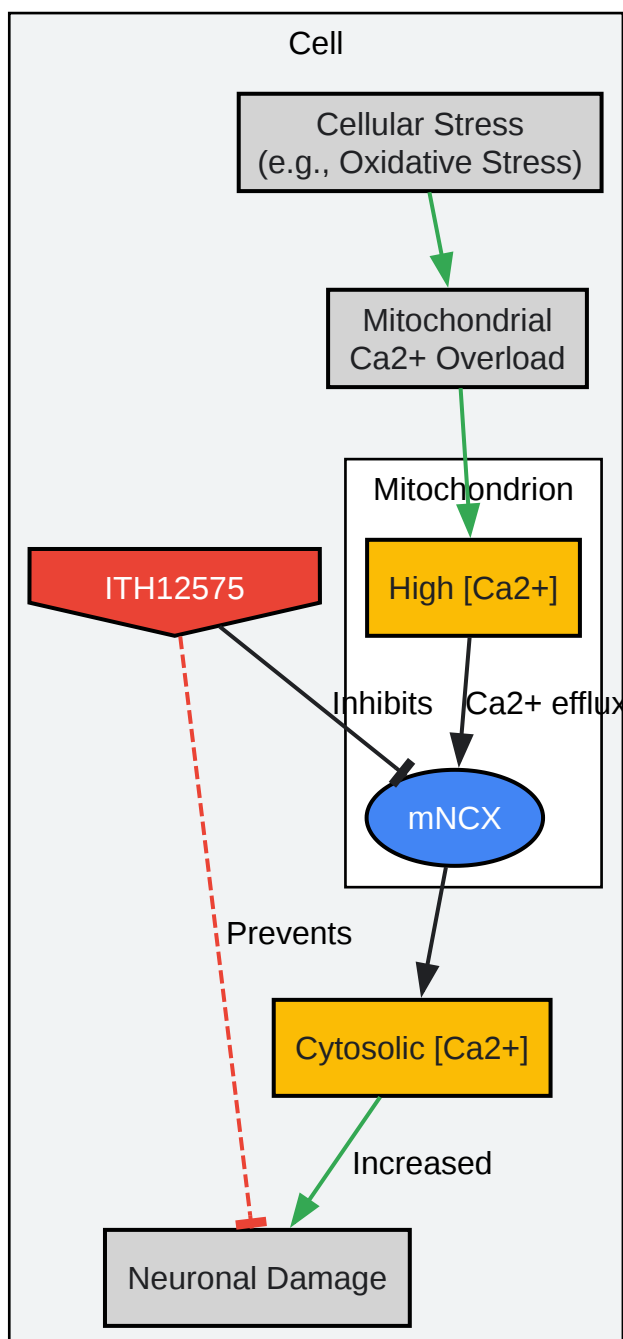 Cell
Cellular Stress
(e.g., Oxidative Stress)
Mitochondrial
Ca2+ Overload
Mitochondrion
ITH12575
High [Ca2+]
Inhibits
Ca2+ efflux
mNCX
Prevents
Cytosolic [Ca2+]
Increased
Neuronal Damage